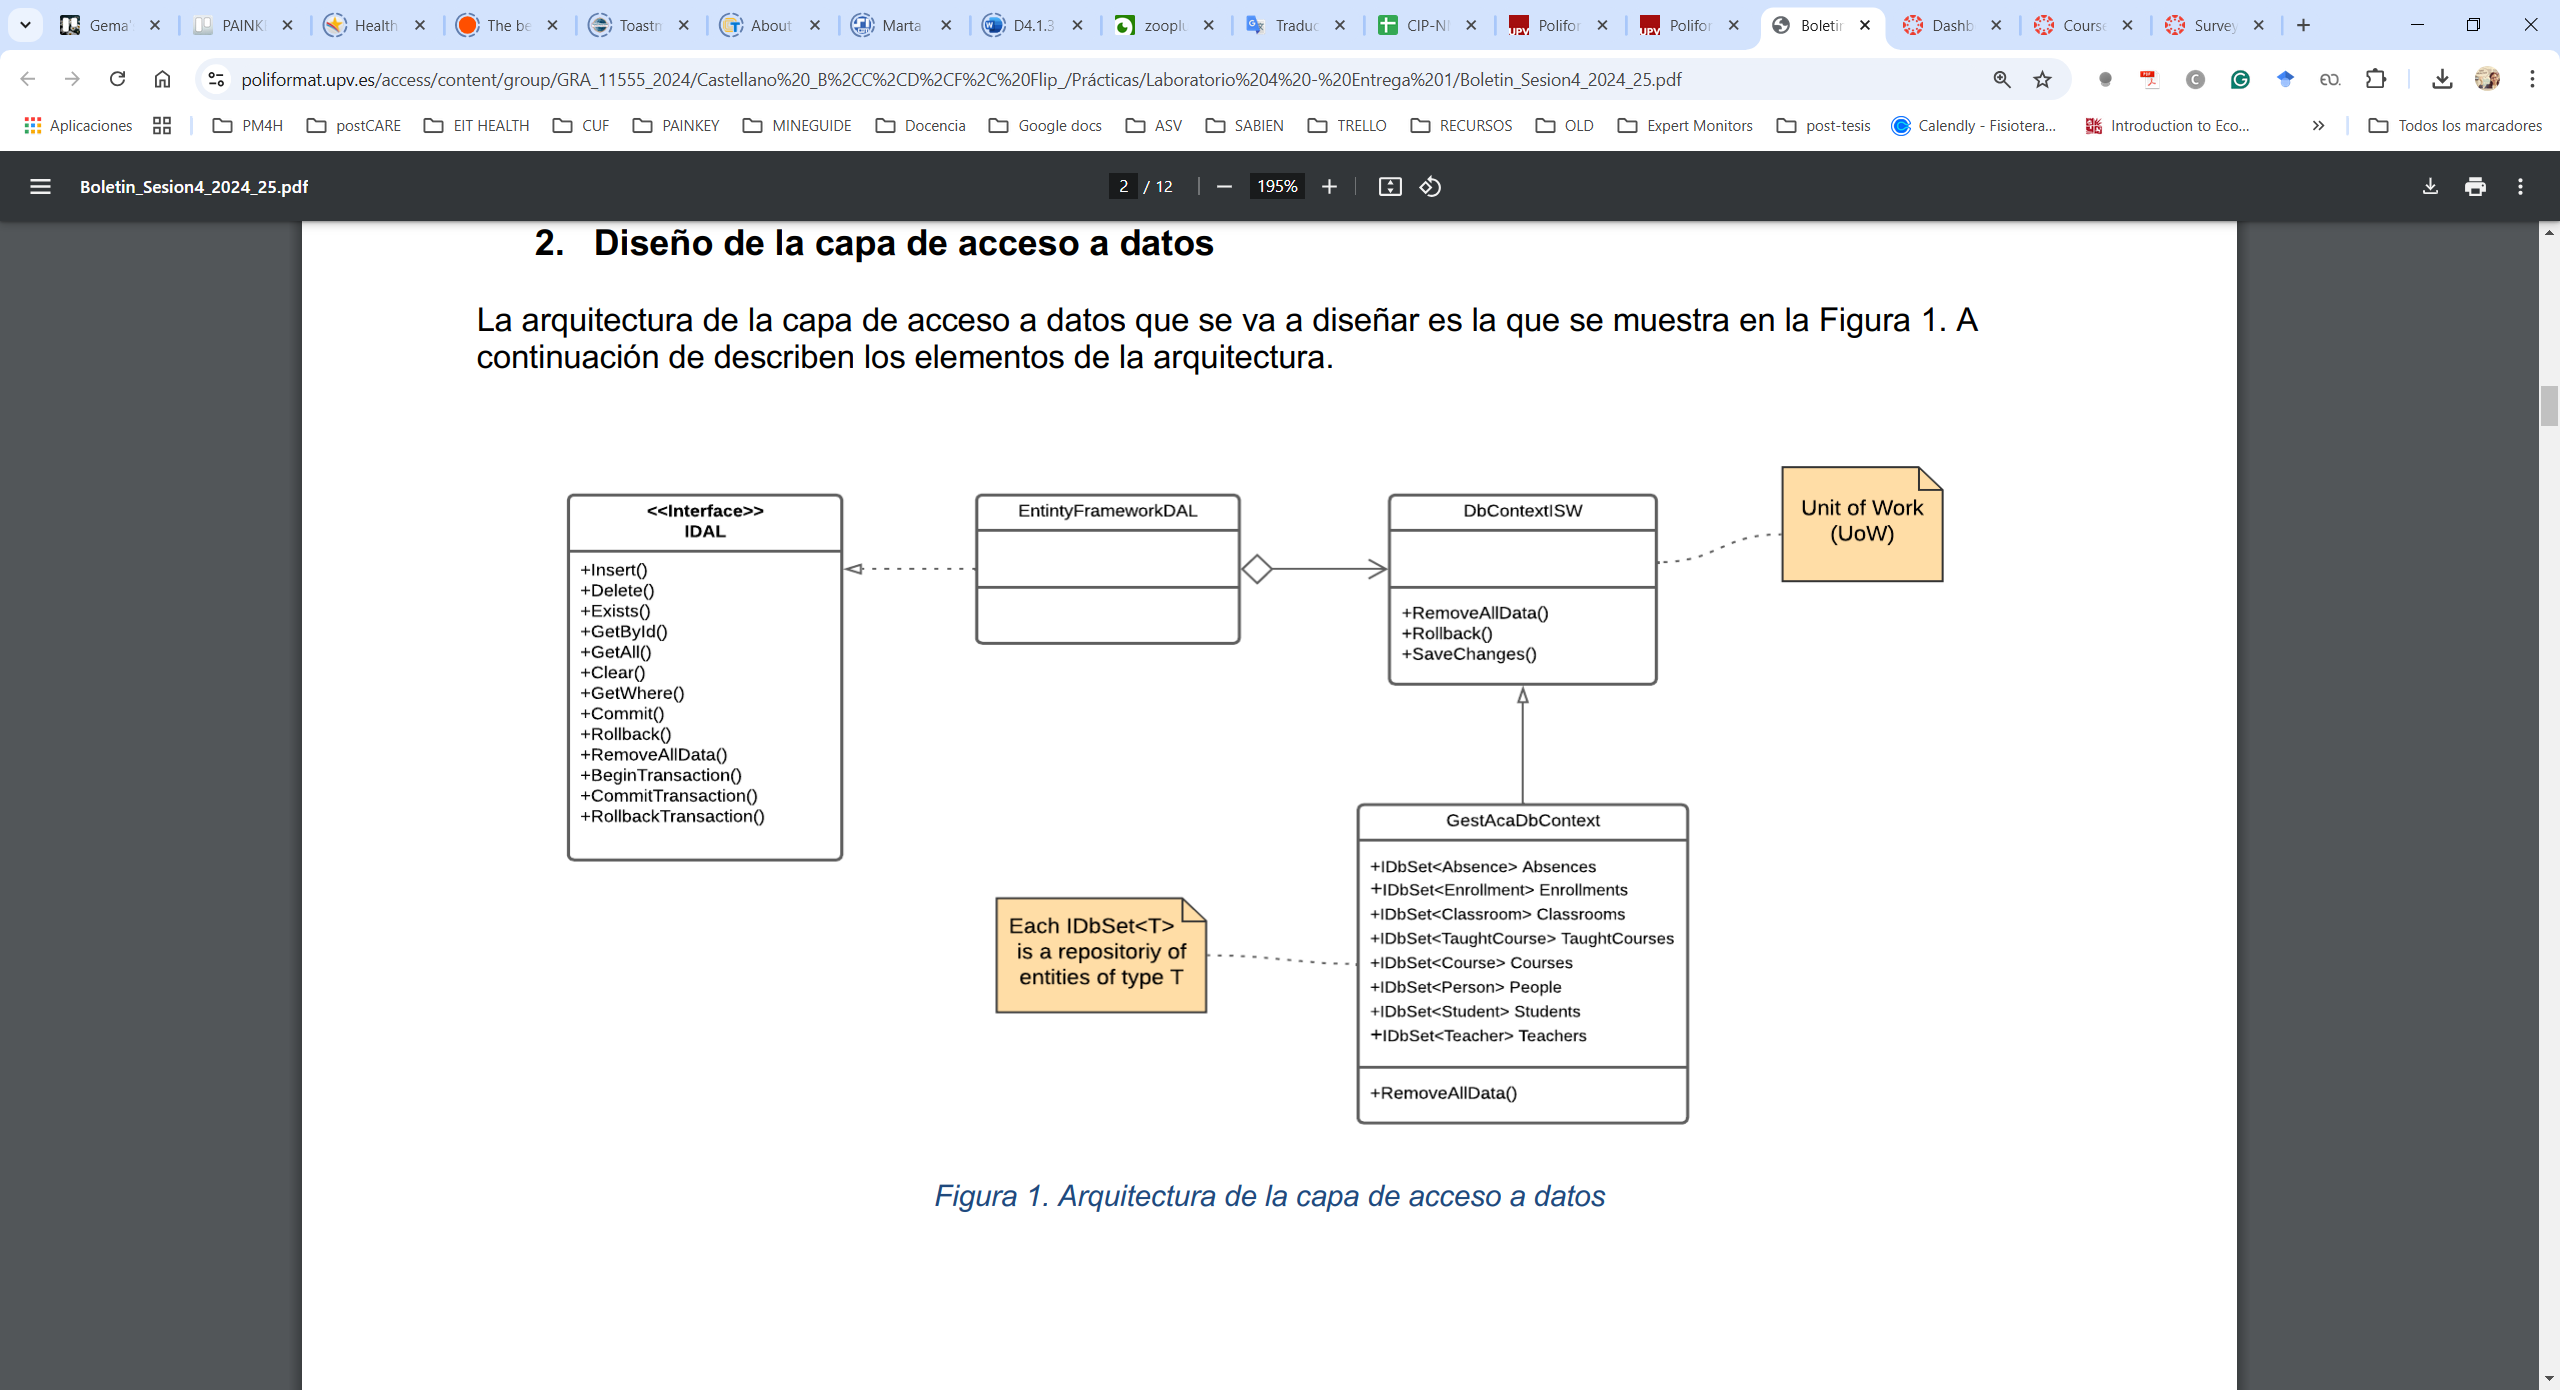 Gema'
PAINK
Health
The be
Toastm
About
Marta
D4.1.3
zooplu
Traduc
CIP-NI
Polifor
Polifor
Boletir
Dashb
Course
Survey
poliformat.upv.es/access/content/group/GRA_11555_2024/Castellano%20_B%2CC%2CD%2CF%2C%20Flip_/Prácticas/Laboratorio%204%20-%20Entrega%201/Boletin_Sesion4_2024_25.pdf
Aplicaciones
PM4H
postCARE
EIT HEALTH
CUF
PAINKEY
MINEGUIDE
Docencia
Google docs
ASV
SABIEN
TRELLO
RECURSOS
OLD
Expert Monitors
post-tesis
Calendly - Fisiotera...
Introduction to Eco...
»
Todos los marcadores
Boletin_Sesion4_2024_25.pdf
2 / 12
195%
2. Diseño de la capa de acceso a datos
La arquitectura de la capa de acceso a datos que se va a diseñar es la que se muestra en la Figura 1. A
continuación de describen los elementos de la arquitectura.
<<Interface>>
IDAL
+Insert()
+Delete()
+Exists()
+GetById()
+GetAll()
+Clear()
+GetWhere()
+Commit()
+Rollback()
+RemoveAllData()
+BeginTransaction()
+CommitTransaction()
+RollbackTransaction()
EntintyFrameworkDAL
DbContextISW
+RemoveAllData()
+Rollback()
+SaveChanges()
Unit of Work
(UoW)
GestAcaDbContext
+IDbSet<Absence> Absences
+IDbSet<Enrollment> Enrollments
+IDbSet<Classroom> Classrooms
+IDbSet<TaughtCourse> TaughtCourses
+IDbSet<Course> Courses
+IDbSet<Person> People
+IDbSet<Student> Students
+IDbSet<Teacher> Teachers
+RemoveAllData()
Each IDbSet<T>
is a repositoriy of
entities of type T
Figura 1. Arquitectura de la capa de acceso a datos